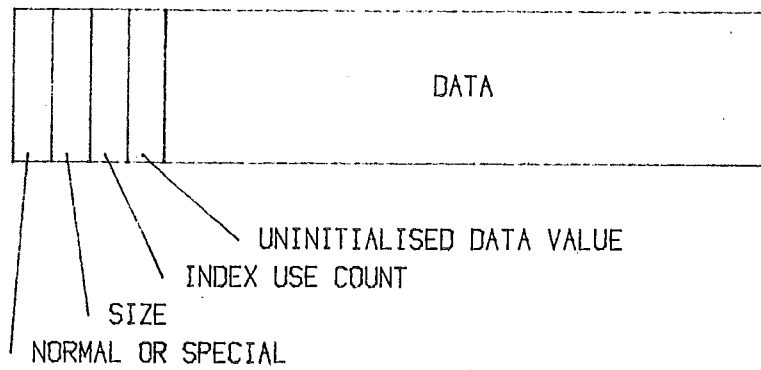 DATA
UNINITIALISED DATA VALUE
INDEX USE COUNT
SIZE
NORMAL OR SPECIAL